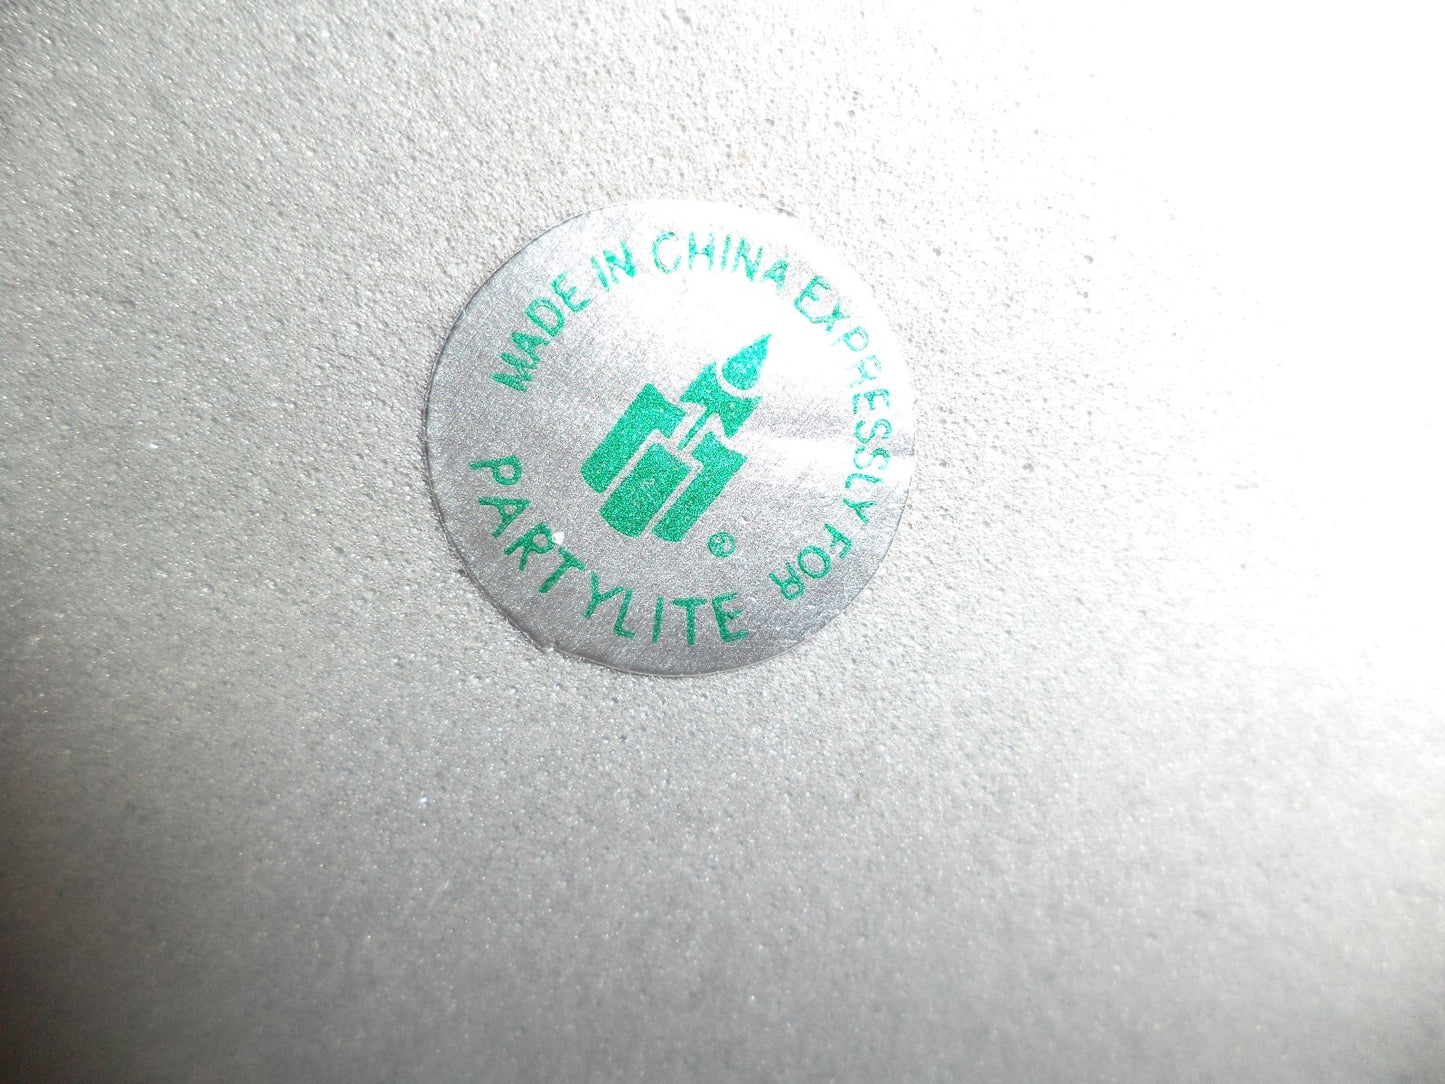 MADE IN CHINA EXPRESSLY FOR
PARTYLITE
®